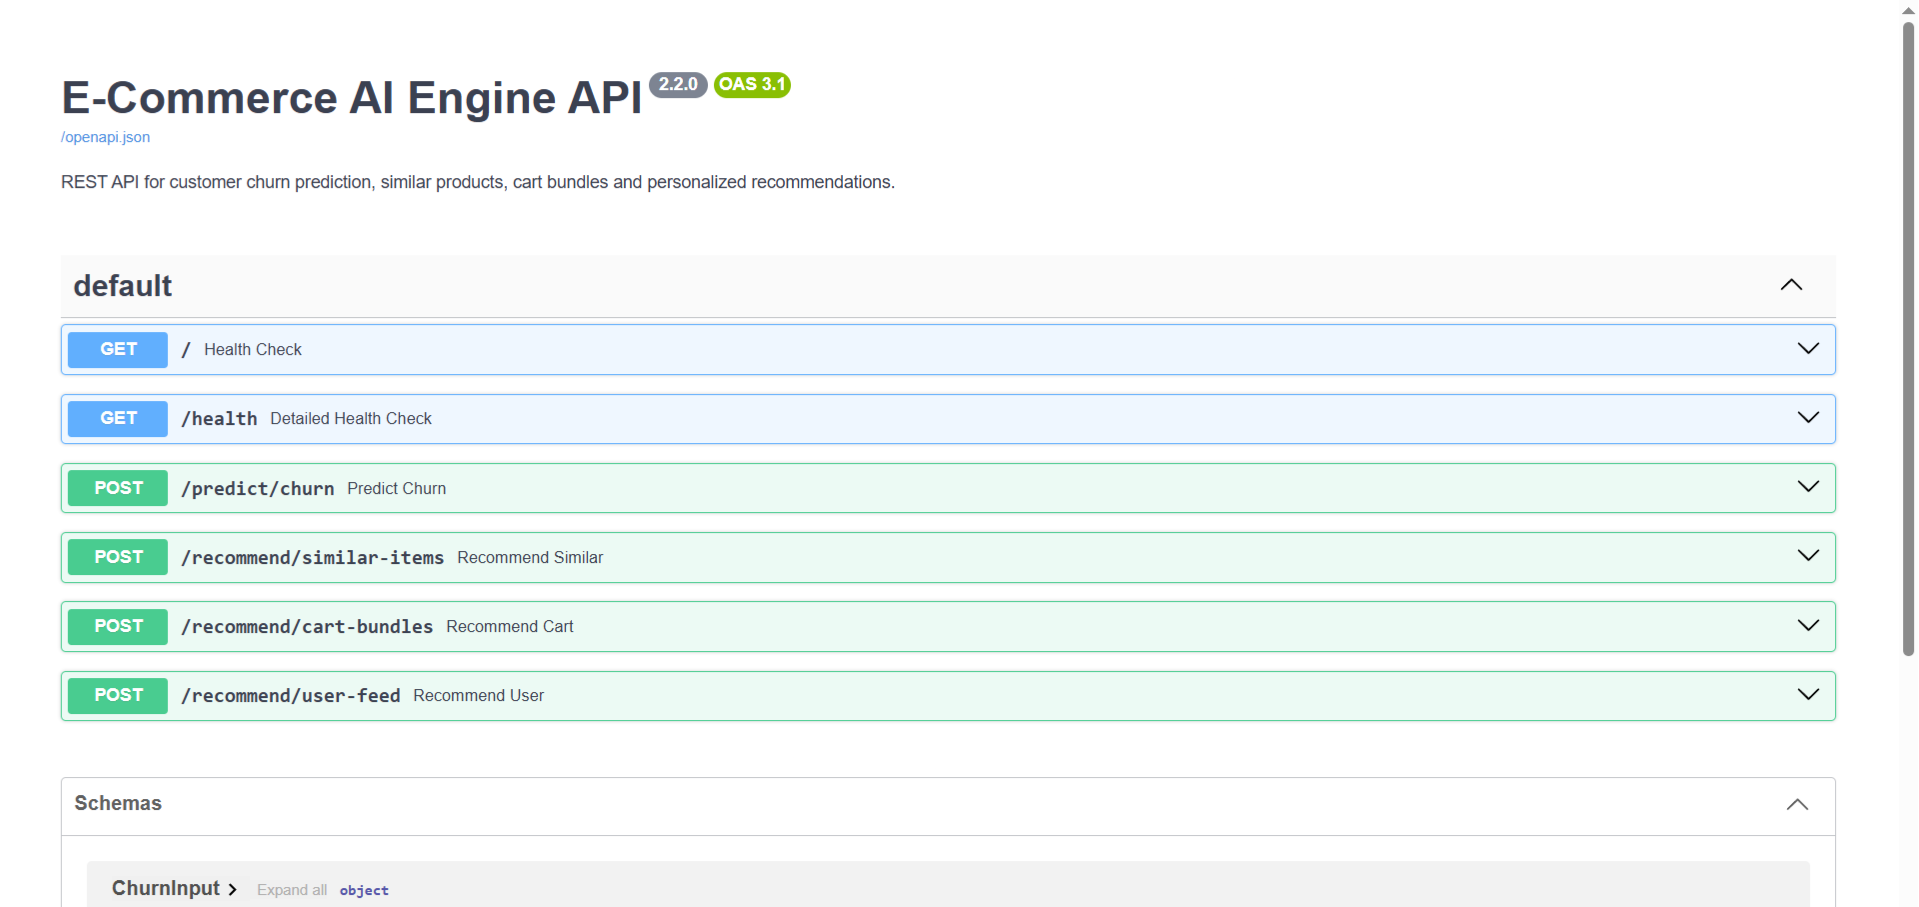 E-Commerce AI Engine API 2.2.0 OAS 3.1
/openapi.json
REST API for customer churn prediction, similar products, cart bundles and personalized recommendations.
default
GET / Health Check
GET /health Detailed Health Check
POST /predict/churn Predict Churn
POST /recommend/similar-items Recommend Similar
POST /recommend/cart-bundles Recommend Cart
POST /recommend/user-feed Recommend User
Schemas
ChurnInput Expand all object